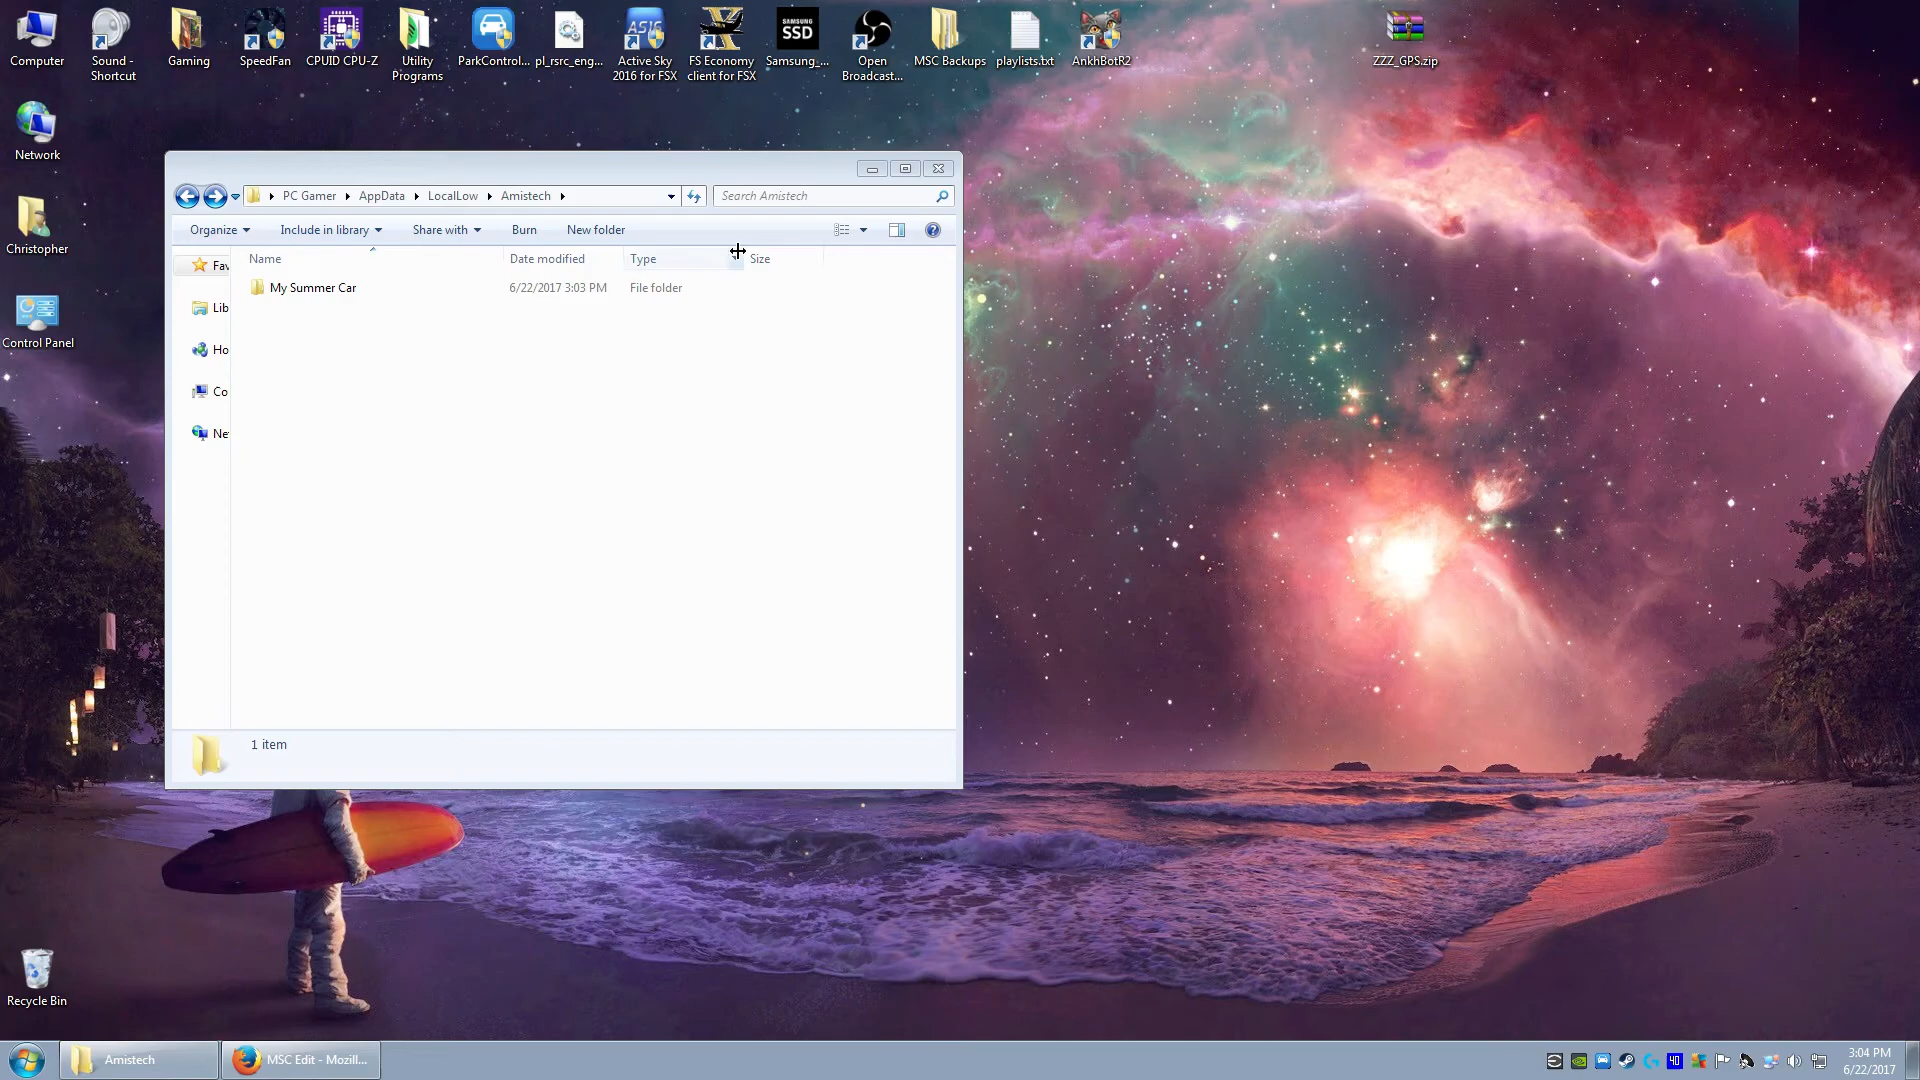 Computer
Sound -
Shortcut
Gaming
SpeedFan
CPUID CPU-Z
Utility
Programs
ParkControl...
pl_rsrc_eng...
AS16
Active Sky
2016 for FSX
X
FS Economy
client for FSX
SAMSUNG
SSD
Samsung_...
Open
Broadcast...
MSC Backups
playlists.txt
AnkhBotR2
ZZZ_GPS.zip
Network
Christopher
Control Panel
Recycle Bin
PC Gamer
AppData
LocalLow
Amistech
Search Amistech
Organize
Include in library
Share with
Burn
New folder
Name
Date modified
Type
Size
My Summer Car
6/22/2017 3:03 PM
File folder
Fav
Lib
Ho
Co
Ne
1 item
Amistech
MSC Edit - Mozill...
40
3:04 PM
6/22/2017